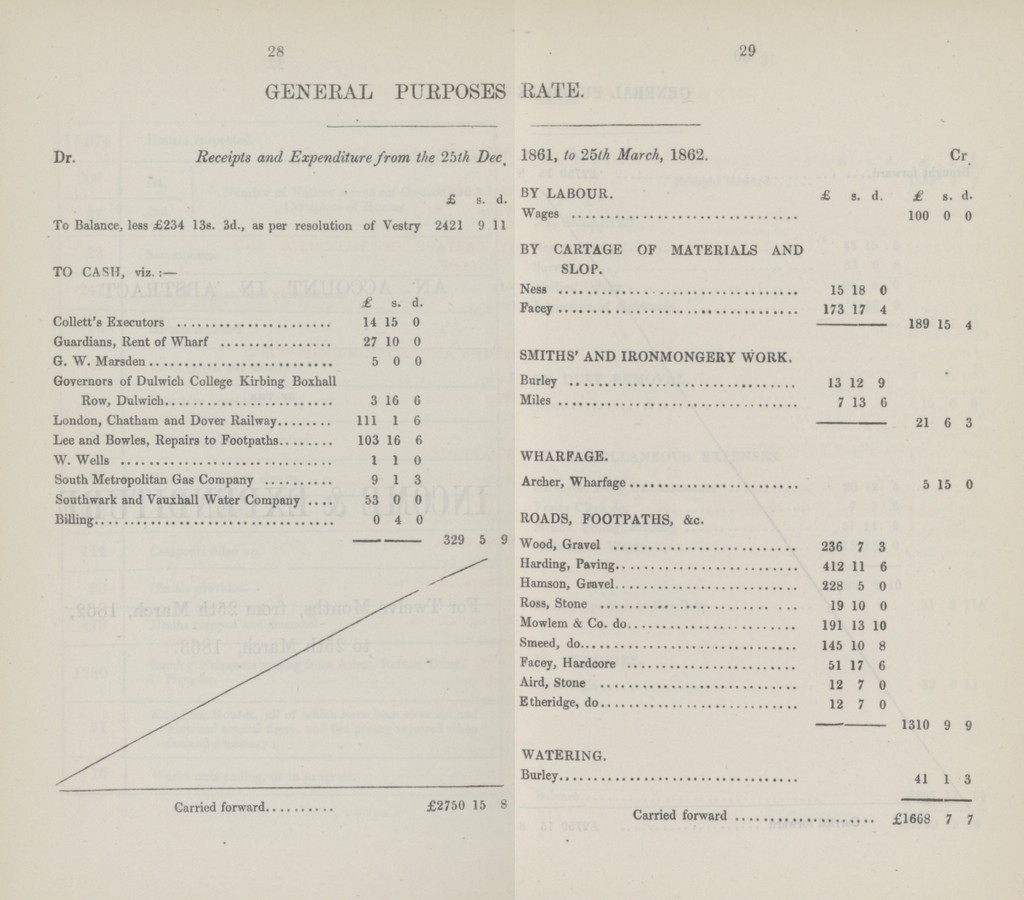 28
GENERAL PURPOSES
Dr. Receipts and Expenditure from the 25th Dec.
£ s. d.
To Balance, less £234 13s. 3d., as per resolution of Vestry 2421 9 11
TO CASH, viz.:—
£ s. d.
Collett's Executors ...................... 14 15 0
Guardians, Rent of Wharf ................ 27 10 0
G. W. Marsden.......................... 5 0 0
Governors of Dulwich College Kirbing Boxhall
Row, Dulwich........................ 3 16 6
London, Chatham and Dover Railway........ 111 1 6
Lee and Bowles, Repairs to Footpaths........ 103 16 6
W. Wells .............................. 1 1 0
South Metropolitan Gas Company .......... 9 1 3
Southwark and Vauxhall Water Company .... 53 0 0
Billing.................................. 0 4 0
329 5 9
Carried forward.......... £2750 15 8
29
RATE.
1861, to 25th March, 1862. Cr.
BY LABOUR. £ s. d. £ s. d.
Wages .............................. 100 0 0
BY CARTAGE OF MATERIALS AND
SLOP.
Ness .................................. 15 18 0
Facey .................................. 173 17 4
189 15 4
SMITHS' AND IRONMONGERY WORK.
Burley ................................ 13 12 9
Miles .................................. 7 13 6
21 6 3
WHARFAGE.
Archer, Wharfage........................ 5 15 0
ROADS, FOOTPATHS, &c.
Wood, Gravel .......................... 236 7 3
Harding, Paving.......................... 412 11 6
Hamson, Gravel.......................... 228 5 0
Ross, Stone ............................ 19 10 0
Mowlem & Co. do........................ 191 13 10
Smeed, do.............................. 145 10 8
Facey, Hardcore ........................ 51 17 6
Aird, Stone ............................ 12 7 0
Etheridge, do............................ 12 7 0
1310 9 9
WATERING.
Burley.................................. 41 1 3
Carried forward .................... £1668 7 7